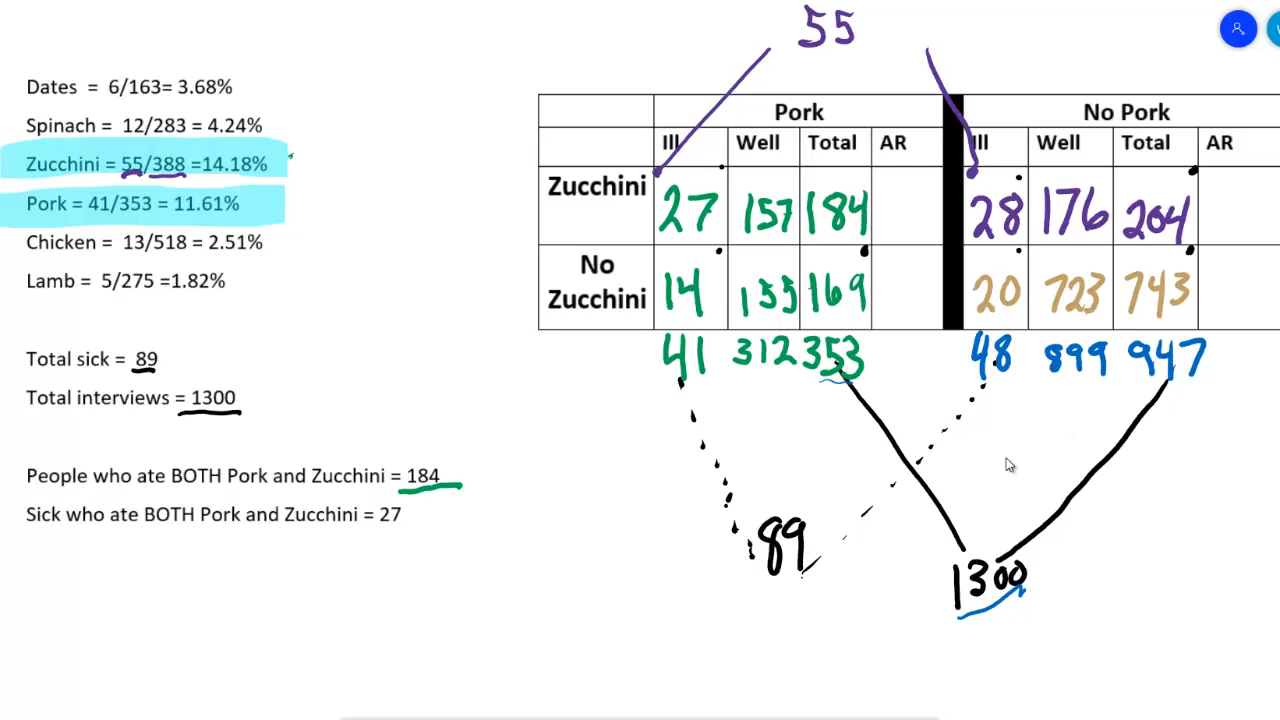 55
Dates = 6/163= 3.68%
Spinach = 12/283 = 4.24%
Zucchini = 55/388 =14.18%
Pork = 41/353 = 11.61%
Chicken = 13/518 = 2.51%
Lamb = 5/275 =1.82%
Total sick = 89
Total interviews = 1300
People who ate BOTH Pork and Zucchini = 184
Sick who ate BOTH Pork and Zucchini = 27
Pork No Pork
Ill Well Total AR Ill Well Total AR
Zucchini 27 157 184 28 176 204
No Zucchini 14 155 169 20 723 743
41 312 353 48 899 947
89
1300